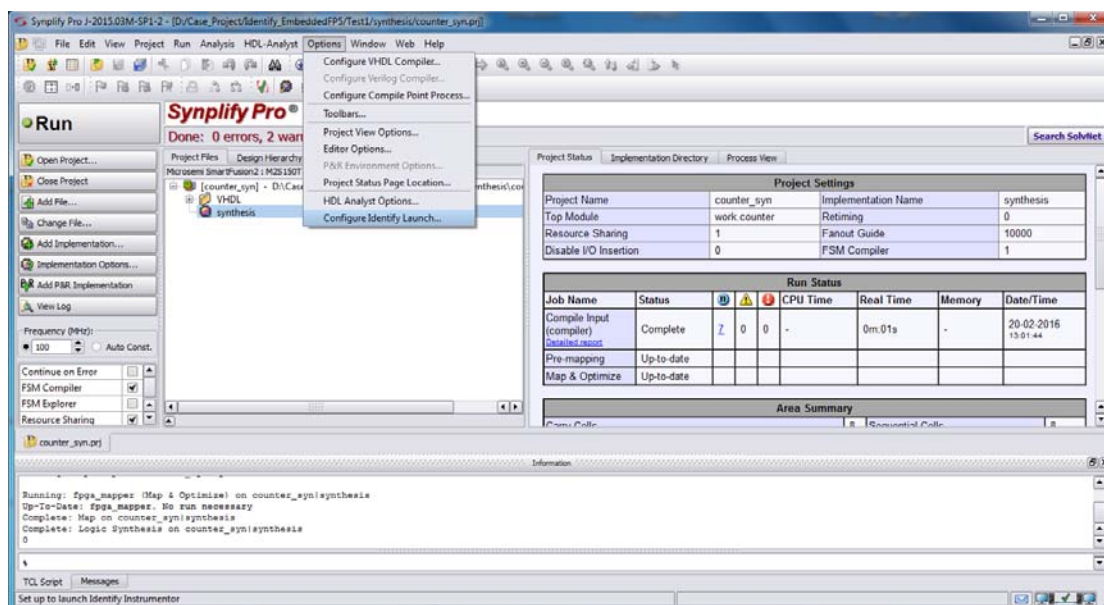 Synplify Pro J-2015.03M-SP1-2 - [D:/Case_Project/Identify_EmbeddedFP5/Test1/synthesis/counter_syn.prj]
File Edit View Project Run Analysis HDL-Analyst Options Window Web Help
Configure VHDL Compiler...
Configure Verilog Compiler...
Configure Compile Point Process...
Toolbars...
Project View Options...
Editor Options...
P&R Environment Options...
Project Status Page Location...
HDL Analyst Options...
Configure Identify Launch...
Run
Synplify Pro®
Done: 0 errors, 2 warn
Search SolvNet
Open Project...
Close Project
Add File...
Change File...
Add Implementation...
Implementation Options...
Add P&R Implementation
View Log
Frequency (MHz):
100 Auto Const.
Continue on Error
FSM Compiler
FSM Explorer
Resource Sharing
Project Files Design Hierarchy
Microsemi SmartFusion2 : M2S150T
[counter_syn] - D:\Case
nthesis\co
VHDL
synthesis
Project Status Implementation Directory Process View
Project Settings
Project Name counter_syn Implementation Name synthesis
Top Module work.counter Retiming 0
Resource Sharing 1 Fanout Guide 10000
Disable I/O Insertion 0 FSM Compiler 1
Run Status
Job Name Status CPU Time Real Time Memory Date/Time
Compile Input (compiler) Complete 7 0 0 - 0m:01s - 20-02-2016
Detailed report 13:01:44
Pre-mapping Up-to-date
Map & Optimize Up-to-date
Area Summary
Carry Cells 8 Sequential Cells 8
counter_syn.prj
Information
Running: fpga_mapper (Map & Optimize) on counter_syn|synthesis
Up-To-Date: fpga_mapper. No run necessary
Complete: Map on counter_syn|synthesis
Complete: Logic Synthesis on counter_syn|synthesis
0
%
TCL Script Messages
Set up to launch Identify Instrumentor